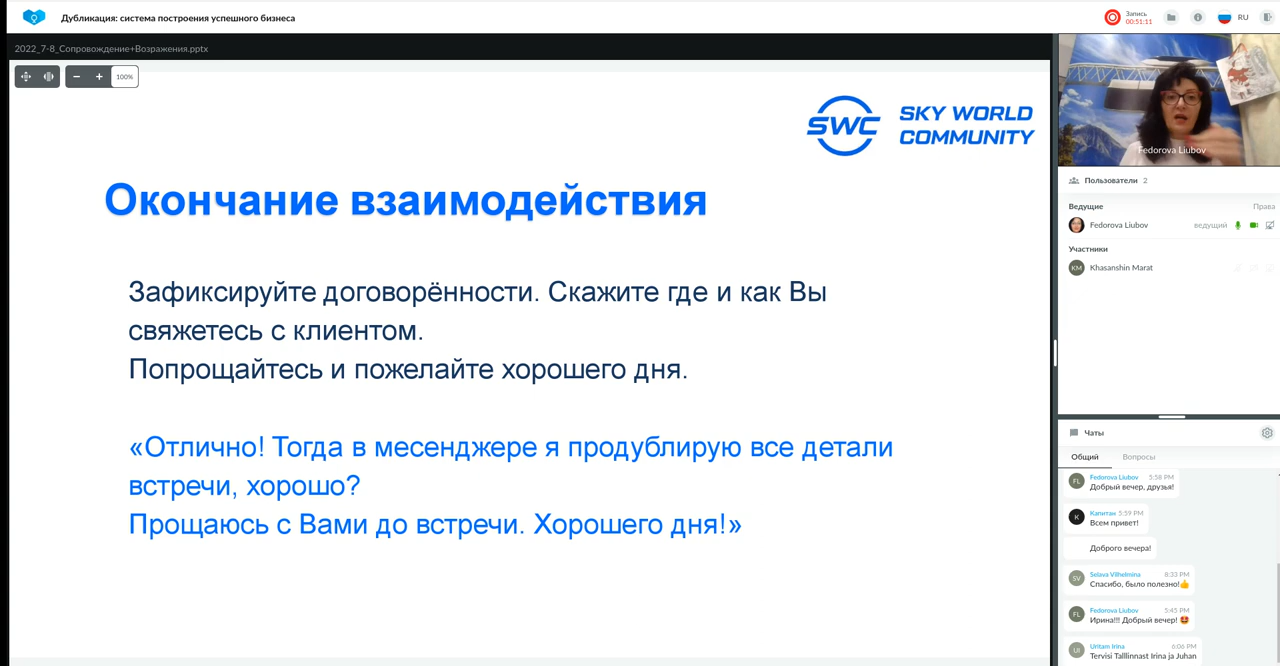 Дубликация: система построения успешного бизнеса
Запись
00:51:11
RU
2022_7-8_Сопровождение+Возражения.pptx
100%
SWC
SKY WORLD
COMMUNITY
Окончание взаимодействия
Зафиксируйте договорённости. Скажите где и как Вы
свяжетесь с клиентом.
Попрощайтесь и пожелайте хорошего дня.
«Отлично! Тогда в месенджере я продублирую все детали
встречи, хорошо?
Прощаюсь с Вами до встречи. Хорошего дня!»
Fedorova Liubov
Пользователи 2
Ведущие Права
Fedorova Liubov ведущий
Участники
KM Khasanshin Marat
Чаты
Общий Вопросы
FL Fedorova Liubov 5:58 PM
Добрый вечер, друзья!
К Капитан 5:59 PM
Всем привет!
Доброго вечера!
SV Selava Vilhelmina 8:33 PM
Спасибо, было полезно!👍
FL Fedorova Liubov 5:45 PM
Ирина!!! Добрый вечер! 🤩
UI Uritam Irina 6:06 PM
Tervisi Talllinnast Irina ja Juhan